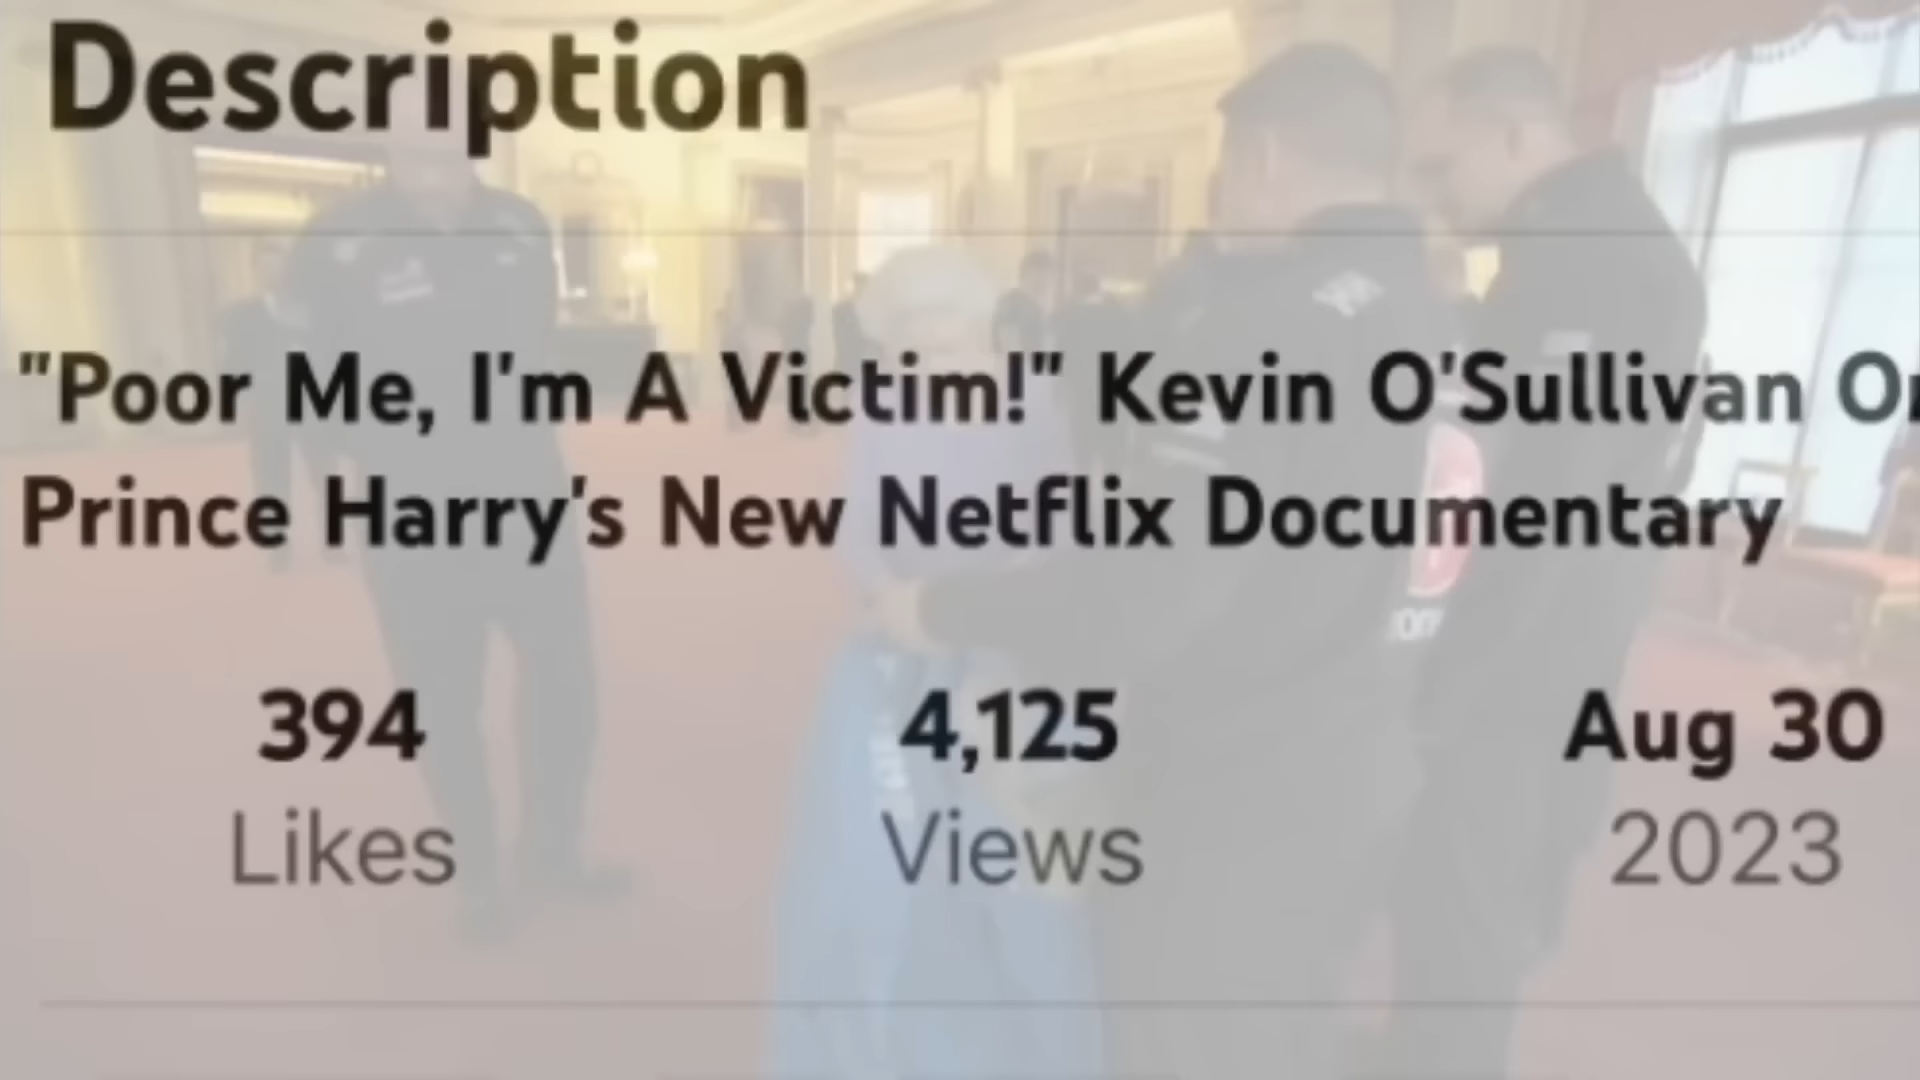 Description
"Poor Me, I'm A Victim!" Kevin O'Sullivan On
Prince Harry's New Netflix Documentary
394
4,125
Aug 30
Likes
Views
2023